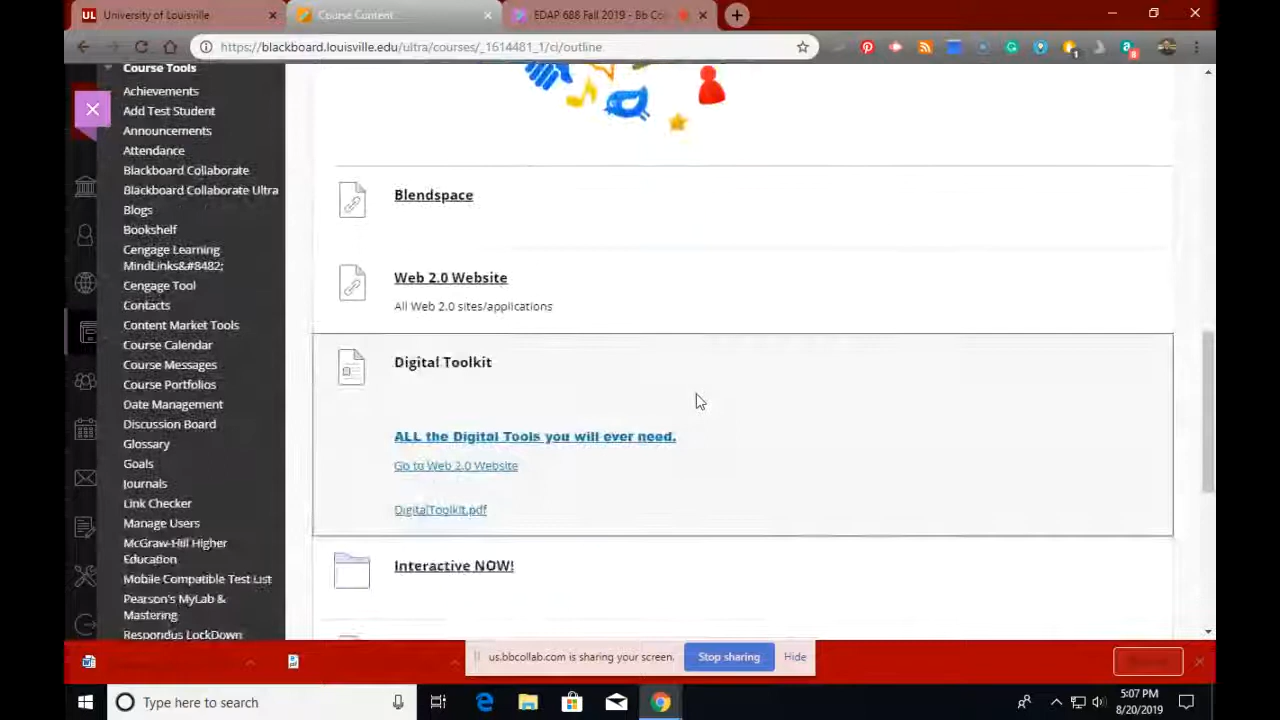 University of Louisville
Course Content
EDAP 688 Fall 2019 - Bb Co
https://blackboard.louisville.edu/ultra/courses/_1614481_1/cl/outline
Course Tools
Achievements
Add Test Student
Announcements
Attendance
Blackboard Collaborate
Blackboard Collaborate Ultra
Blogs
Bookshelf
Cengage Learning
MindLinks&#8482;
Cengage Tool
Contacts
Content Market Tools
Course Calendar
Course Messages
Course Portfolios
Date Management
Discussion Board
Glossary
Goals
Journals
Link Checker
Manage Users
McGraw-Hill Higher
Education
Mobile Compatible Test List
Pearson's MyLab &
Mastering
Respondus LockDown
Blendspace
Web 2.0 Website
All Web 2.0 sites/applications
Digital Toolkit
ALL the Digital Tools you will ever need.
Go to Web 2.0 Website
DigitalToolkit.pdf
Interactive NOW!
us.bbcollab.com is sharing your screen.
Stop sharing
Hide
Type here to search
5:07 PM
8/20/2019